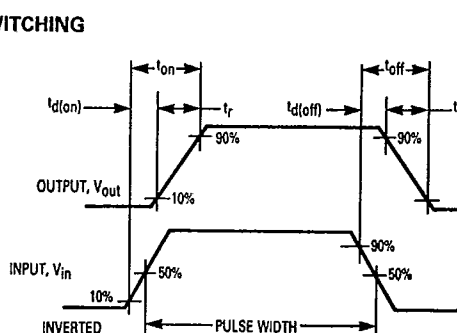 WITCHING
ton
toff
td(on)
tr
td(off)
t
90%
90%
OUTPUT, Vout
10%
90%
INPUT, Vin
50%
50%
10%
INVERTED
PULSE WIDTH